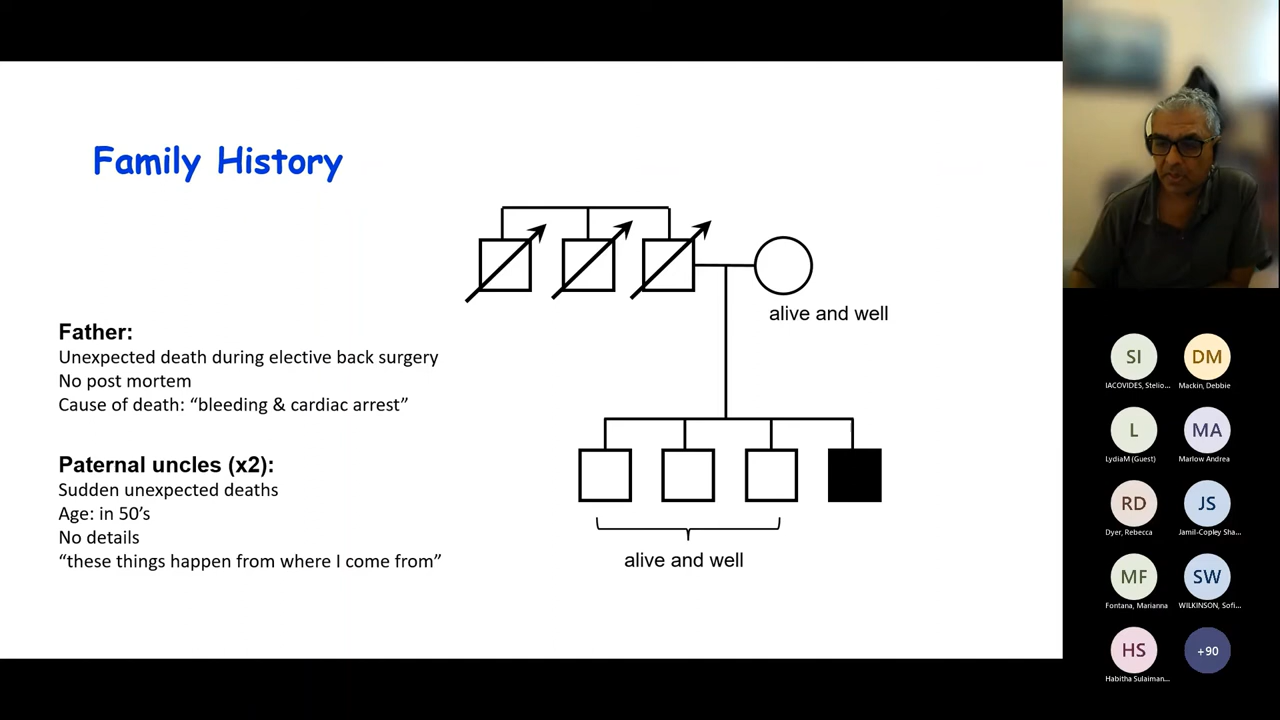 Family History
alive and well
Father:
Unexpected death during elective back surgery
No post mortem
Cause of death: “bleeding & cardiac arrest”
Paternal uncles (x2):
Sudden unexpected deaths
Age: in 50’s
No details
“these things happen from where I come from”
alive and well
SI
DM
IACOVIDES, Stelio...
Mackin, Debbie
L
MA
LydiaM (Guest)
Marlow Andrea
RD
JS
Dyer, Rebecca
Jamil-Copley Sha...
MF
SW
Fontana, Marianna
WILKINSON, Sofi...
HS
+90
Habitha Sulaiman...